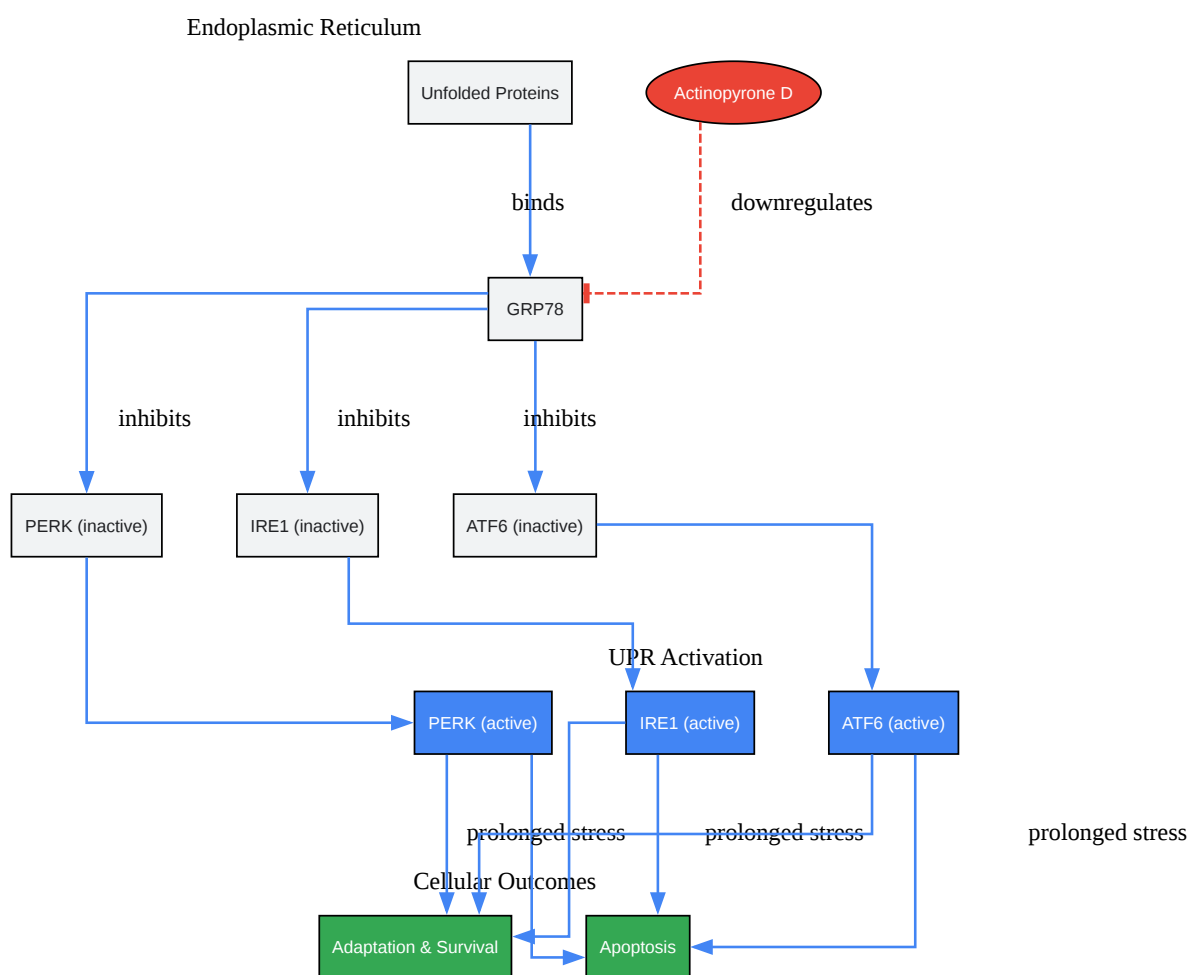 Endoplasmic Reticulum
Unfolded Proteins
Actinopyrone D
binds
downregulates
GRP78
inhibits
inhibits
inhibits
PERK (inactive)
IRE1 (inactive)
ATF6 (inactive)
UPR Activation
PERK (active)
IRE1 (active)
ATF6 (active)
prolonged stress
prolonged stress
prolonged stress
Cellular Outcomes
Adaptation & Survival
Apoptosis